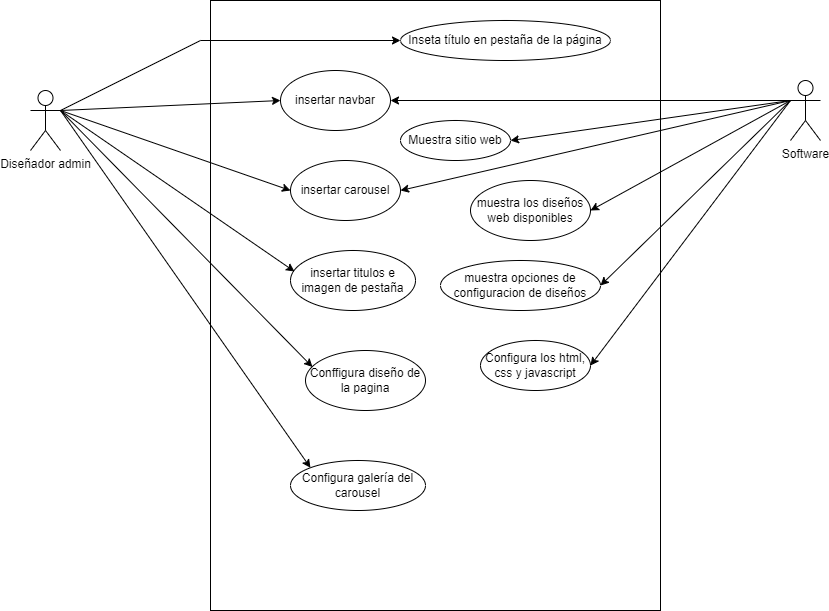 Inseta título en pestaña de la página
insertar navbar
Muestra sitio web
Diseñador admin
Software
insertar carousel
muestra los diseños
web disponibles
insertar titulos e
imagen de pestaña
muestra opciones de
configuracion de diseños
Conffigura diseño de
la pagina
Configura los html,
css y javascript
Configura galería del
carousel